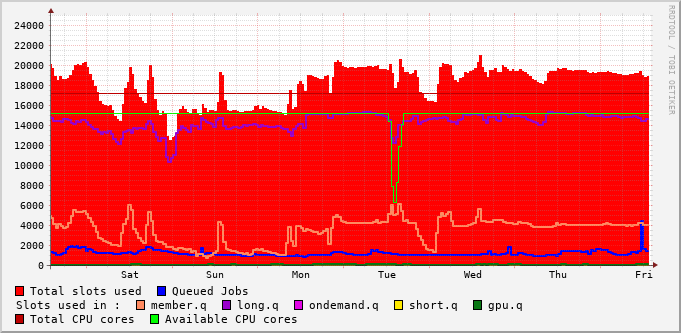 24000
22000
20000
18000
16000
14000
12000
10000
8000
6000
4000
2000
0
Sat Sun Mon Tue Wed Thu Fri
RRDTOOL / TOBI OETIKER
Total slots used Queued Jobs
Slots used in : member.q long.q ondemand.q short.q gpu.q
Total CPU cores Available CPU cores